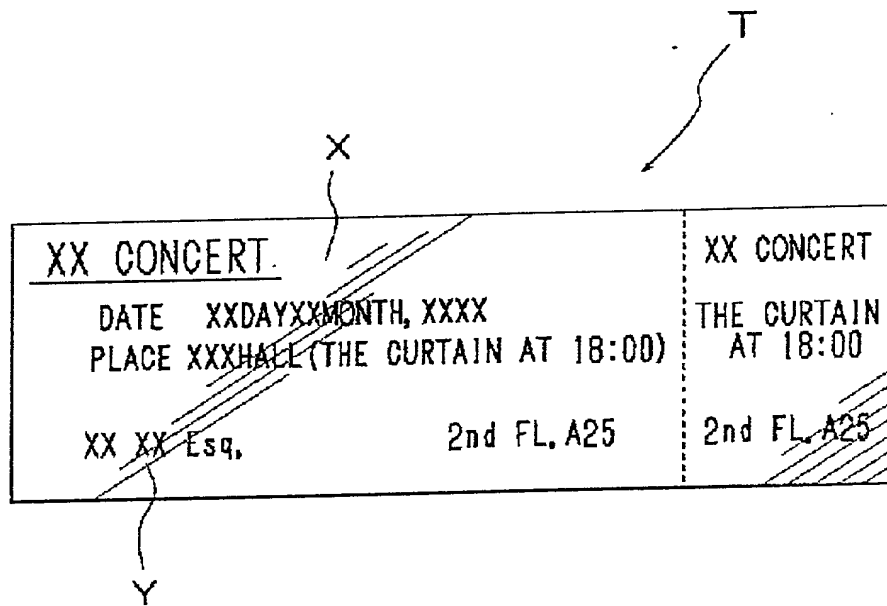 T
X
XX CONCERT
DATE XXDAYXXMONTH, XXXX
PLACE XXXHALL(THE CURTAIN AT 18:00)
XX XX Esq.
2nd FL. A25
XX CONCERT
THE CURTAIN
AT 18:00
2nd FL. A25
Y